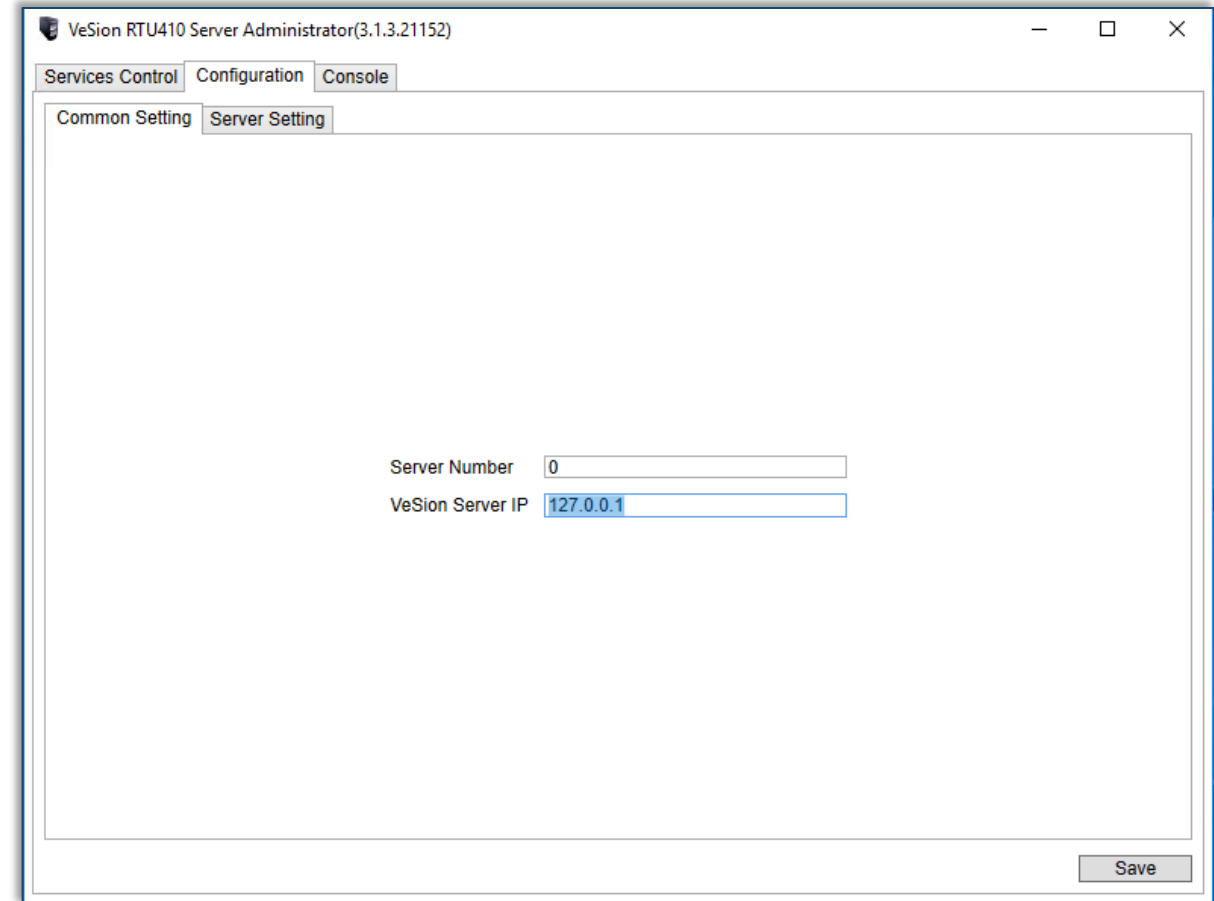 VeSion RTU410 Server Administrator(3.1.3.21152)
Services Control Configuration Console
Common Setting Server Setting
Server Number 0
VeSion Server IP 127.0.0.1
Save